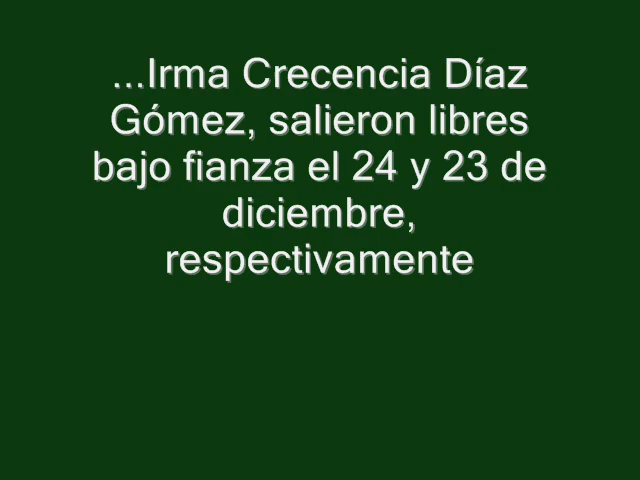 ...Irma Crecencia Díaz
Gómez, salieron libres
bajo fianza el 24 y 23 de
diciembre,
respectivamente